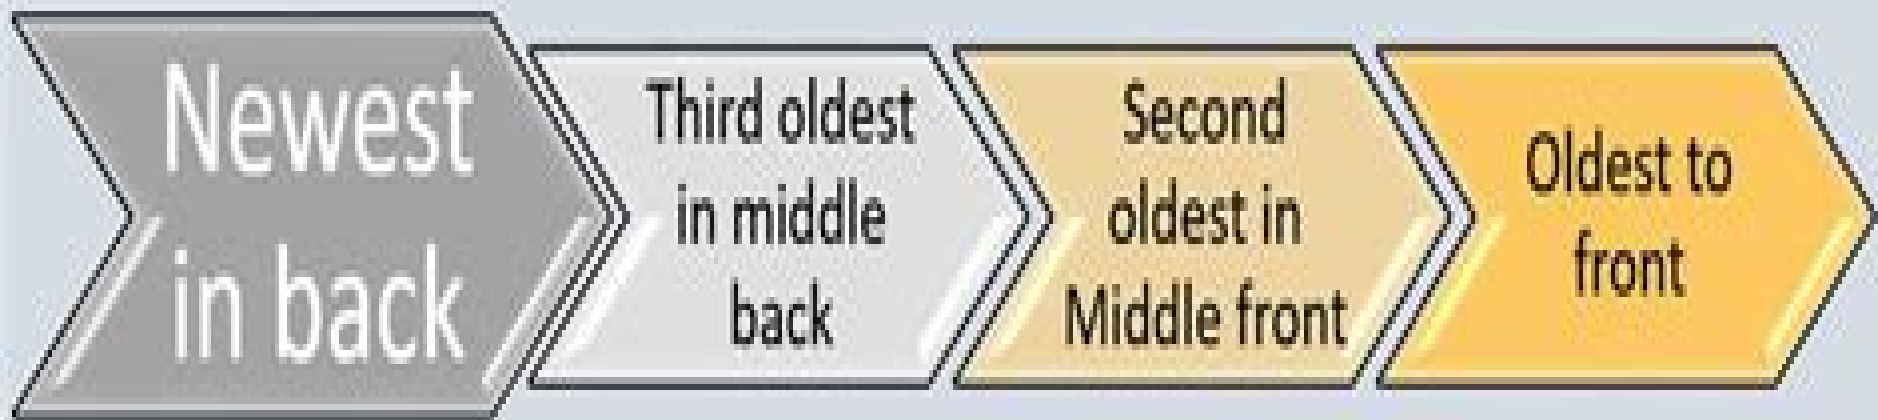 Newest
in back
Third oldest
in middle
back
Second
oldest in
Middle front
Oldest to
front